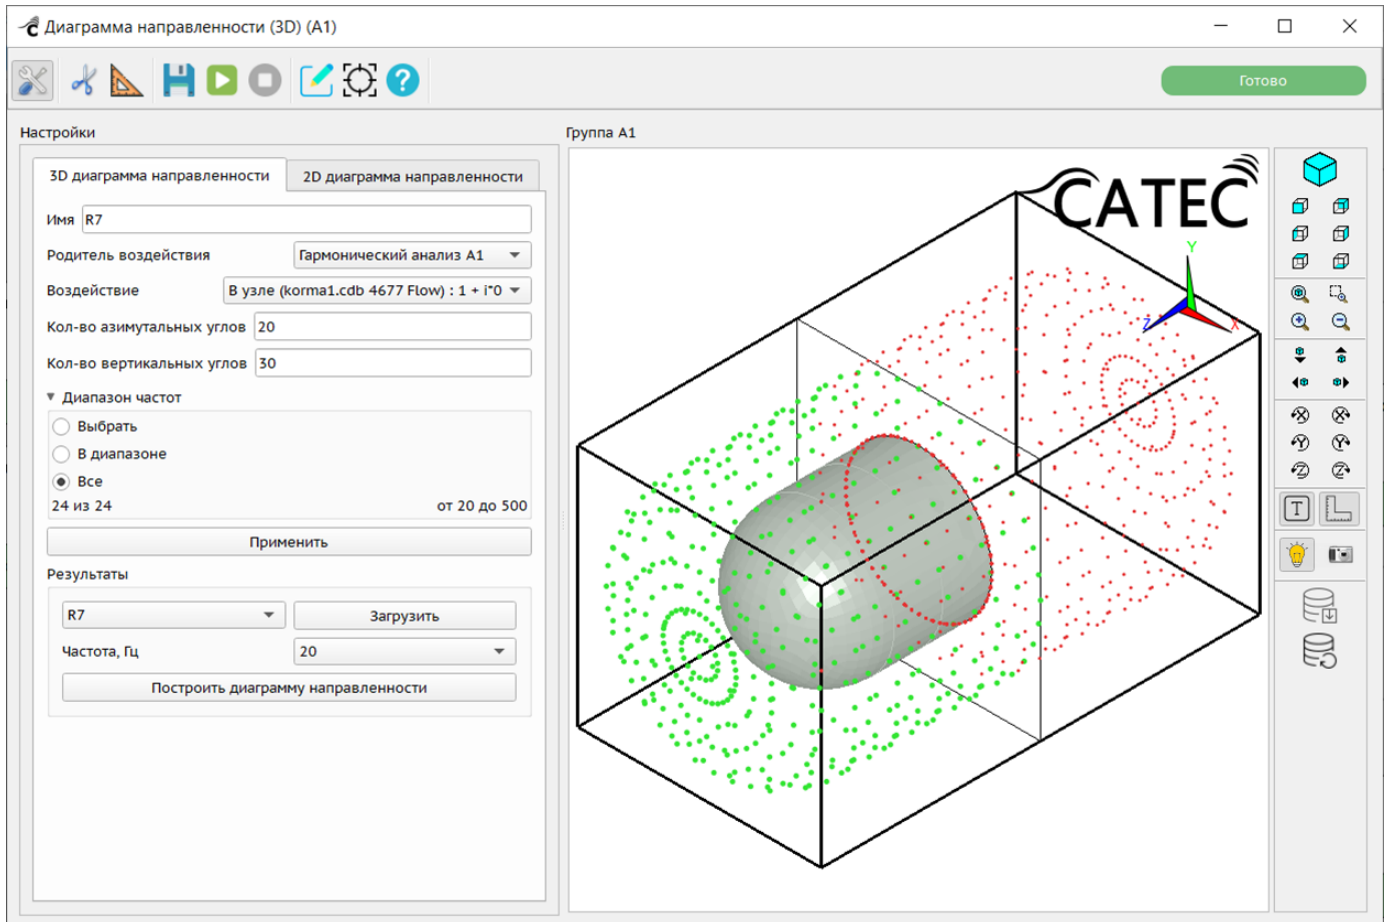 Диаграмма направленности (3D) (A1)
Готово
Настройки
3D диаграмма направленности
2D диаграмма направленности
Имя R7
Родитель воздействия Гармонический анализ A1
Воздействие В узле (korma1.cdb 4677 Flow) : 1 + i*0
Кол-во азимутальных углов 20
Кол-во вертикальных углов 30
Диапазон частот
Выбрать
В диапазоне
Все
24 из 24 от 20 до 500
Применить
Результаты
R7 Загрузить
Частота, Гц 20
Построить диаграмму направленности
Группа A1
CATEC
Y
Z
X